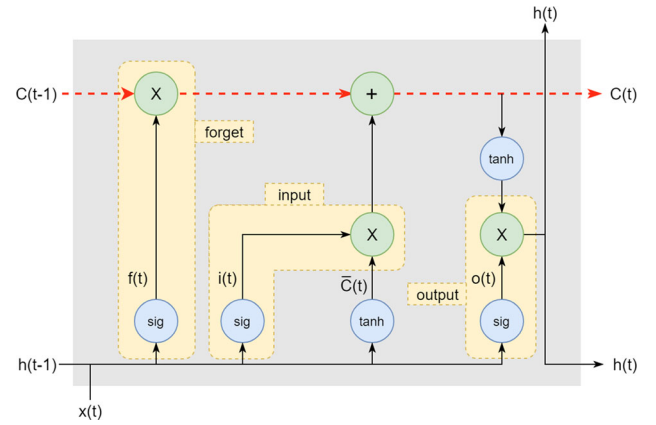 h(t)
C(t-1)
X
+
C(t)
forget
tanh
input
X
X
f(t)
i(t)
C̅(t)
o(t)
output
sig
sig
tanh
sig
h(t-1)
h(t)
x(t)